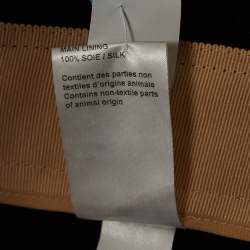 MAIN LINING
100% SOIE / SILK
Contient des parties non
textiles d'origine animale
Contains non-textile parts
of animal origin